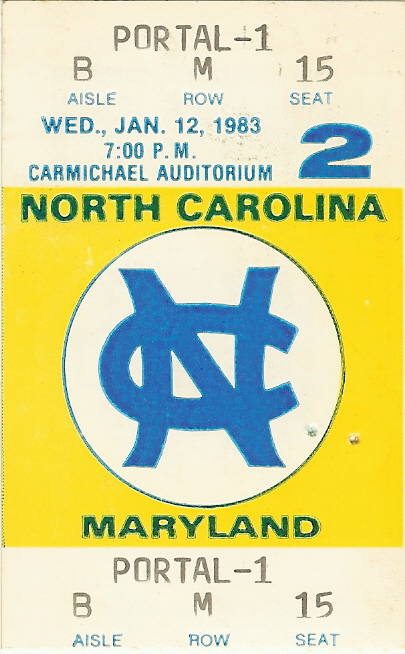 PORTAL-1
B M 15
AISLE ROW SEAT
WED., JAN. 12, 1983
7:00 P.M.
CARMICHAEL AUDITORIUM
2
NORTH CAROLINA
NC
MARYLAND
PORTAL-1
B M 15
AISLE ROW SEAT